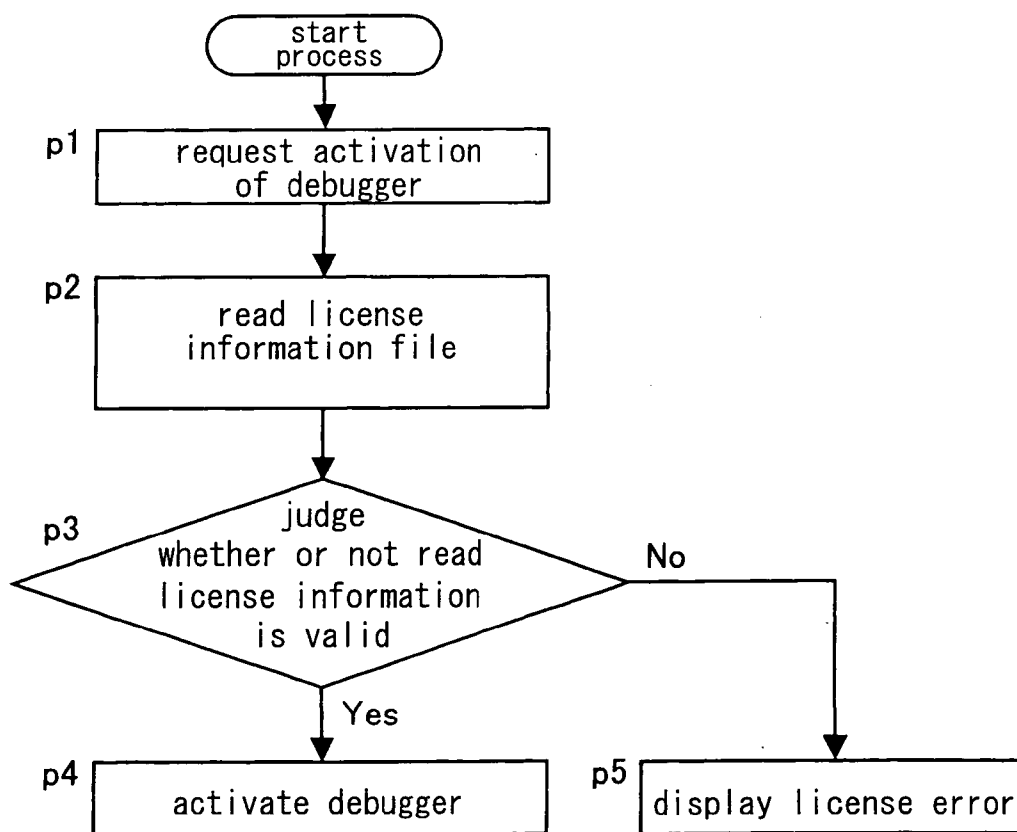 start
process
p1
request activation
of debugger
p2
read license
information file
p3
judge
whether or not read
license information
is valid
No
Yes
p4
activate debugger
p5
display license error